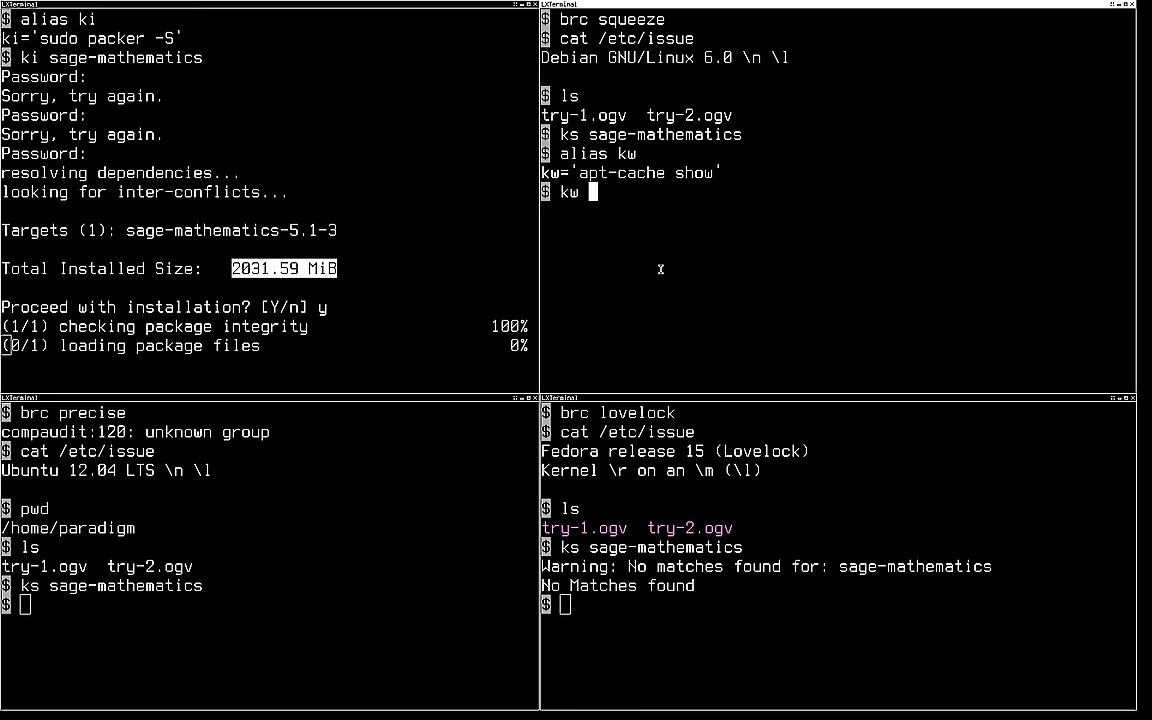 LXTerminal
$ alias ki
ki='sudo packer -S'
$ ki sage-mathematics
Password:
Sorry, try again.
Password:
Sorry, try again.
Password:
resolving dependencies...
looking for inter-conflicts...
Targets (1): sage-mathematics-5.1-3
Total Installed Size:   2031.59 MiB
Proceed with installation? [Y/n] y
(1/1) checking package integrity 100%
(0/1) loading package files 0%
LXTerminal
$ brc squeeze
$ cat /etc/issue
Debian GNU/Linux 6.0 \n \l
$ ls
try-1.ogv  try-2.ogv
$ ks sage-mathematics
$ alias kw
kw='apt-cache show'
$ kw
LXTerminal
$ brc precise
compaudit:120: unknown group
$ cat /etc/issue
Ubuntu 12.04 LTS \n \l
$ pwd
/home/paradigm
$ ls
try-1.ogv  try-2.ogv
$ ks sage-mathematics
$
LXTerminal
$ brc lovelock
$ cat /etc/issue
Fedora release 15 (Lovelock)
Kernel \r on an \m (\l)
$ ls
try-1.ogv  try-2.ogv
$ ks sage-mathematics
Warning: No matches found for: sage-mathematics
No Matches found
$